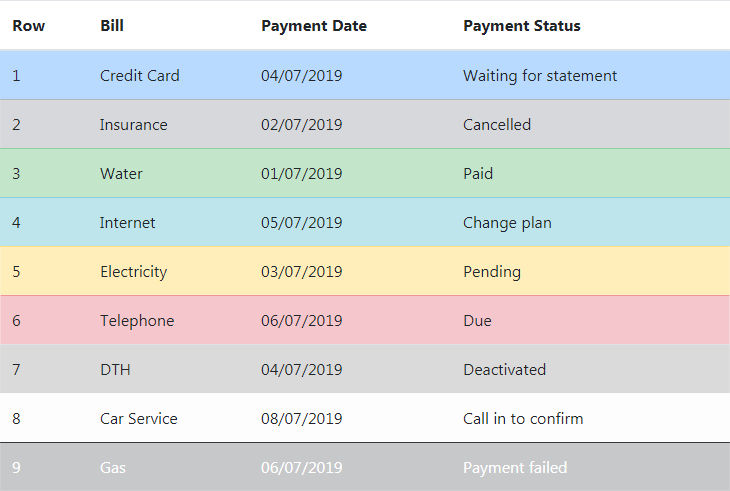 Row Bill Payment Date Payment Status
1 Credit Card 04/07/2019 Waiting for statement
2 Insurance 02/07/2019 Cancelled
3 Water 01/07/2019 Paid
4 Internet 05/07/2019 Change plan
5 Electricity 03/07/2019 Pending
6 Telephone 06/07/2019 Due
7 DTH 04/07/2019 Deactivated
8 Car Service 08/07/2019 Call in to confirm
9 Gas 06/07/2019 Payment failed